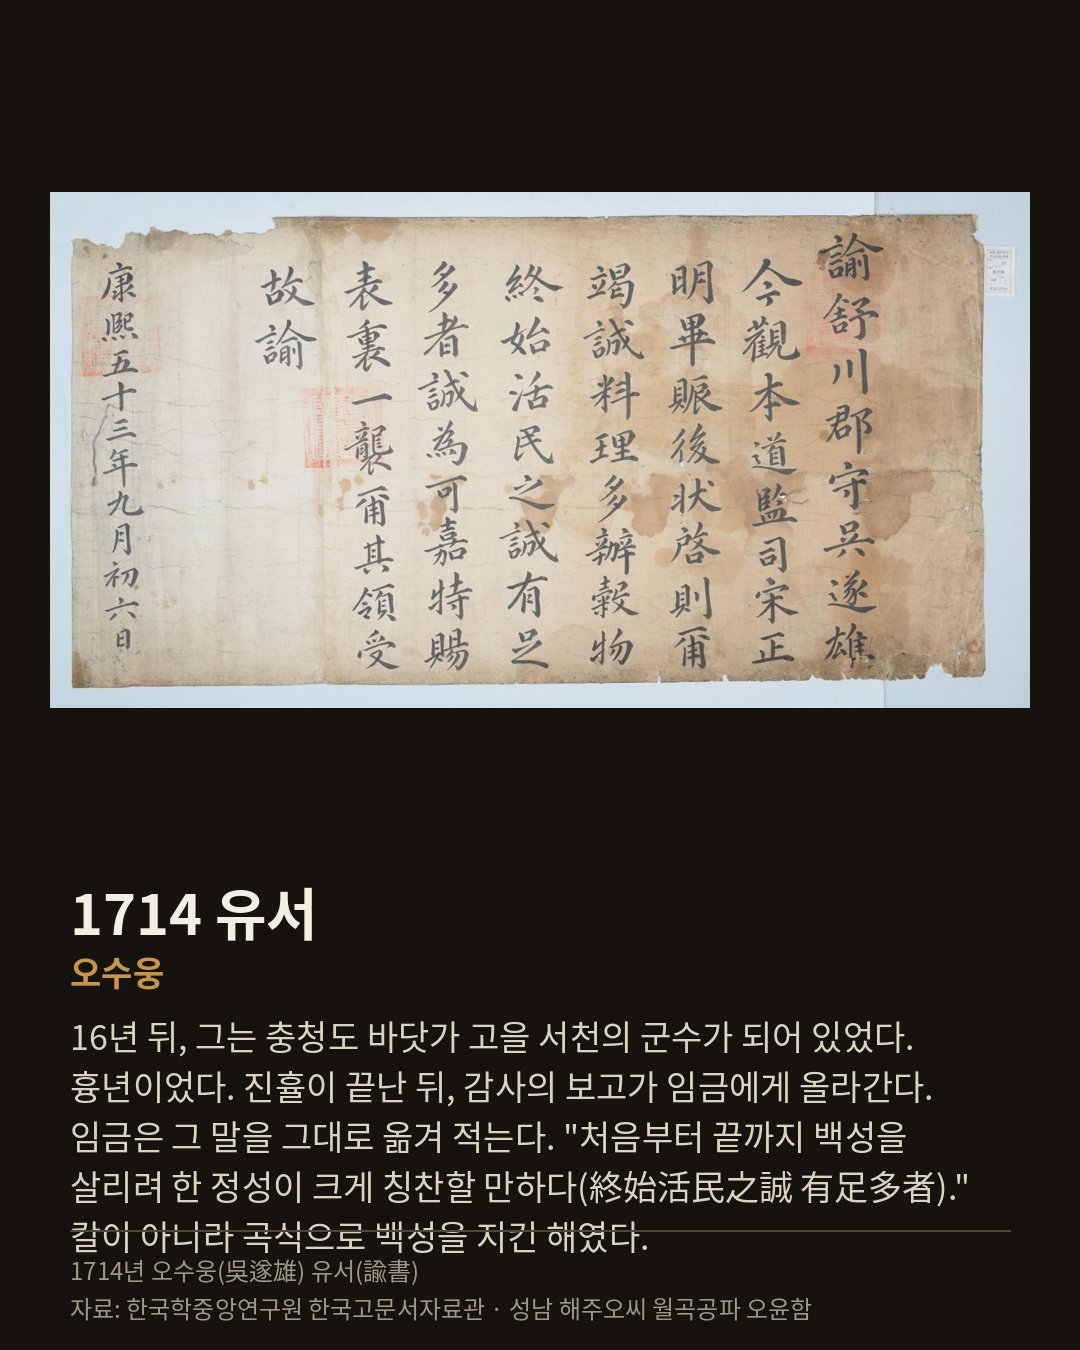 諭舒川郡守吳遂雄
今觀本道監司宋正
明畢賑後狀啓則爾
竭誠料理多辦穀物
終始活民之誠有足
多者誠為可嘉特賜
表裏一襲爾其領受
故諭
康熙五十三年九月初六日
1714 유서
오수웅
16년 뒤, 그는 충청도 바닷가 고을 서천의 군수가 되어 있었다.
흉년이었다. 진휼이 끝난 뒤, 감사의 보고가 임금에게 올라간다.
임금은 그 말을 그대로 옮겨 적는다. "처음부터 끝까지 백성을
살리려 한 정성이 크게 칭찬할 만하다(終始活民之誠 有足多者)."
칼이 아니라 곡식으로 백성을 지킨 해였다.
1714년 오수웅(吳遂雄) 유서(諭書)
자료: 한국학중앙연구원 한국고문서자료관 · 성남 해주오씨 월곡공파 오윤함